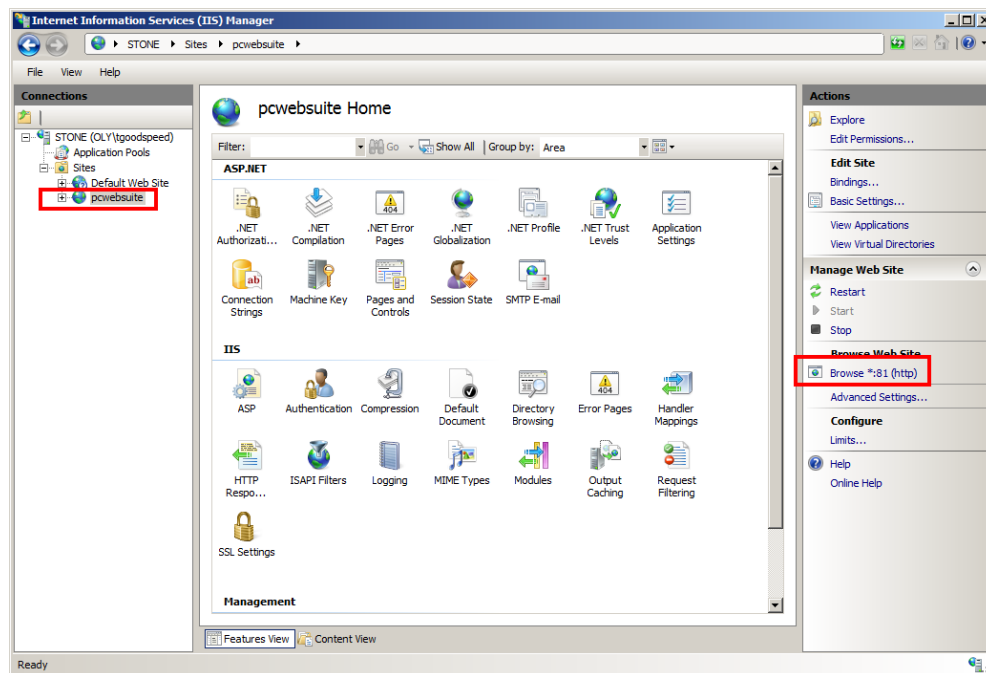 Internet Information Services (IIS) Manager
STONE Sites pcwebsuite
File View Help
Connections
STONE (OLY\tgoodspeed)
Application Pools
Sites
Default Web Site
pcwebsuite
pcwebsuite Home
Filter: Go Show All Group by: Area
ASP.NET
.NET Authorizati...
.NET Compilation
.NET Error Pages
.NET Globalization
.NET Profile
.NET Trust Levels
Application Settings
Connection Strings
Machine Key
Pages and Controls
Session State
SMTP E-mail
IIS
ASP
Authentication
Compression
Default Document
Directory Browsing
Error Pages
Handler Mappings
HTTP Respo...
ISAPI Filters
Logging
MIME Types
Modules
Output Caching
Request Filtering
SSL Settings
Management
Features View Content View
Actions
Explore
Edit Permissions...
Edit Site
Bindings...
Basic Settings...
View Applications
View Virtual Directories
Manage Web Site
Restart
Start
Stop
Browse Web Site
Browse *:81 (http)
Advanced Settings...
Configure
Limits...
Help
Online Help
Ready